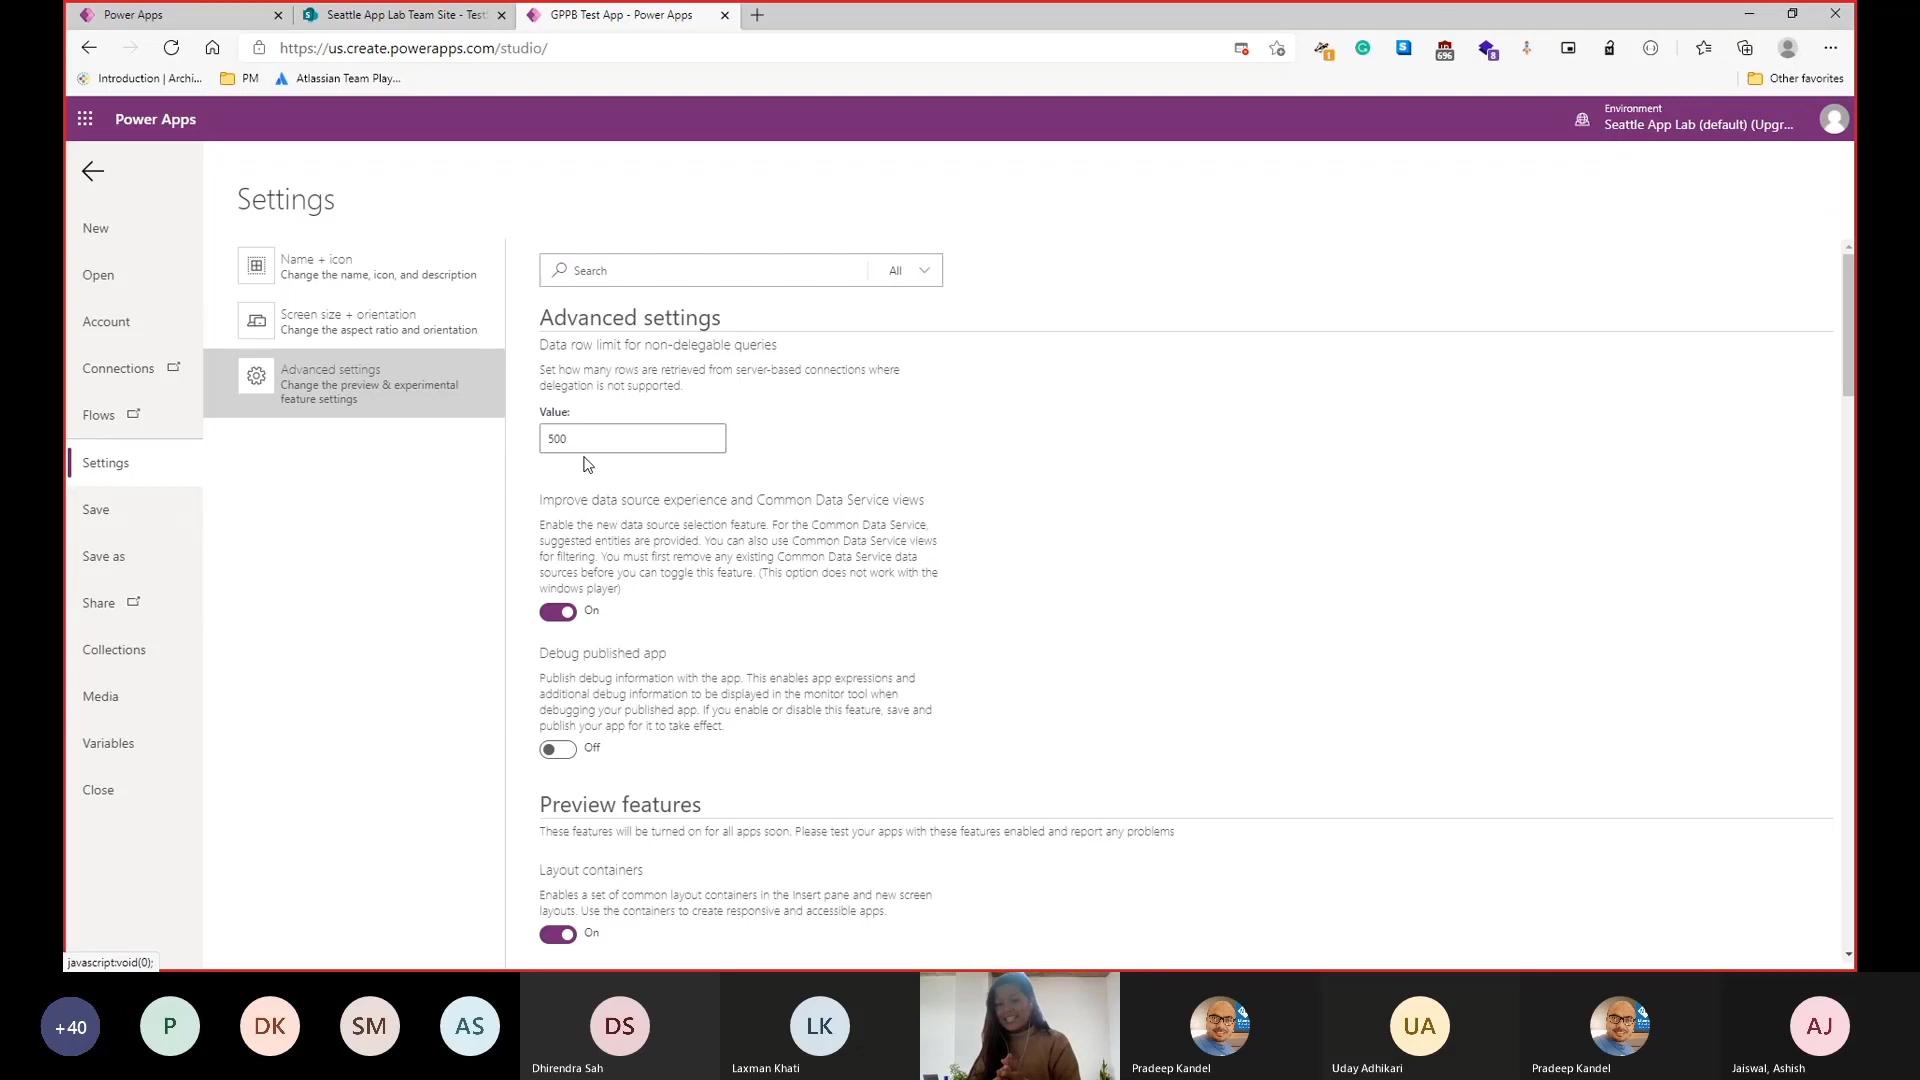 Power Apps
Seattle App Lab Team Site - Test
GPPB Test App - Power Apps
https://us.create.powerapps.com/studio/
1
696
8
Introduction | Archi...
PM
Atlassian Team Play...
Other favorites
Power Apps
Environment
Seattle App Lab (default) (Upgr...
New
Open
Account
Connections
Flows
Settings
Save
Save as
Share
Collections
Media
Variables
Close
Settings
Name + icon
Change the name, icon, and description
Screen size + orientation
Change the aspect ratio and orientation
Advanced settings
Change the preview & experimental
feature settings
Search
All
Advanced settings
Data row limit for non-delegable queries
Set how many rows are retrieved from server-based connections where
delegation is not supported.
Value:
500
Improve data source experience and Common Data Service views
Enable the new data source selection feature. For the Common Data Service,
suggested entities are provided. You can also use Common Data Service views
for filtering. You must first remove any existing Common Data Service data
sources before you can toggle this feature. (This option does not work with the
windows player)
On
Debug published app
Publish debug information with the app. This enables app expressions and
additional debug information to be displayed in the monitor tool when
debugging your published app. If you enable or disable this feature, save and
publish your app for it to take effect.
Off
Preview features
These features will be turned on for all apps soon. Please test your apps with these features enabled and report any problems
Layout containers
Enables a set of common layout containers in the Insert pane and new screen
layouts. Use the containers to create responsive and accessible apps.
On
javascript:void(0);
+40
P
DK
SM
AS
DS
Dhirendra Sah
LK
Laxman Khati
Pradeep Kandel
UA
Uday Adhikari
Pradeep Kandel
AJ
Jaiswal, Ashish